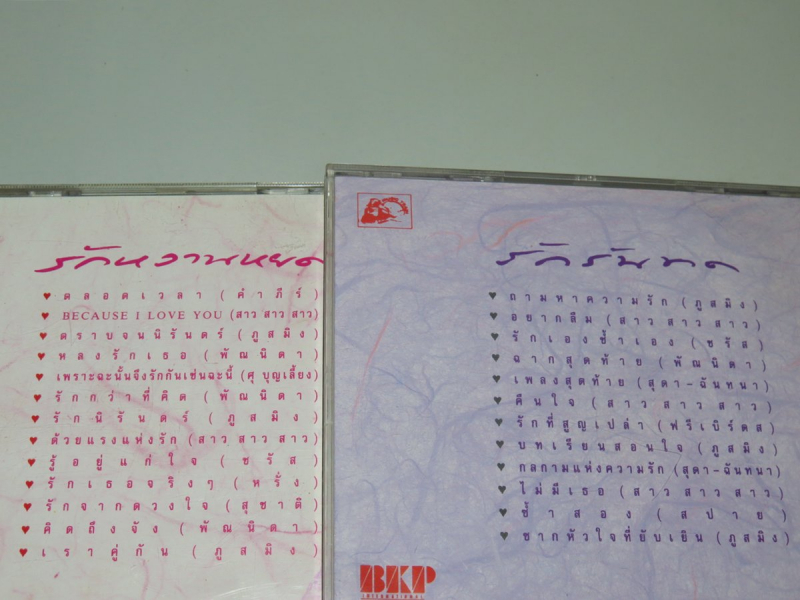 รักหวานหยด
ตลอดเวลา (คำภีร์)
BECAUSE I LOVE YOU (สาว สาว สาว)
ตราบจนนิรันดร์ (ภูสมิง)
หลงรักเธอ (พัณนิดา)
เพราะฉะนั้นจึงรักกันเช่นฉะนี้ (ศุ บุญเลี้ยง)
รักกว่าที่คิด (พัณนิดา)
รักนิรันดร์ (ภูสมิง)
ด้วยแรงแห่งรัก (สาว สาว สาว)
รู้อยู่แก่ใจ (ชรัส)
รักเธอจริงๆ (หรั่ง)
รักจากดวงใจ (สุชาติ)
คิดถึงจัง (พัณนิดา)
เราคู่กัน (ภูสมิง)
รักรันทด
ถามหาความรัก (ภูสมิง)
อยากลืม (สาว สาว สาว)
รักเองช้ำเอง (ชรัส)
ฉากสุดท้าย (พัณนิดา)
เพลงสุดท้าย (สุดา-ฉันทนา)
คืนใจ (สาว สาว สาว)
รักที่สูญเปล่า (ฟรีเบิร์ดส)
บทเรียนสอนใจ (ภูสมิง)
กลกามแห่งความรัก (สุดา-ฉันทนา)
ไม่มีเธอ (สาว สาว สาว)
ช้ำสอง (สปาย)
ซากหัวใจที่ยับเยิน (ภูสมิง)
BKP
INTERNATIONAL